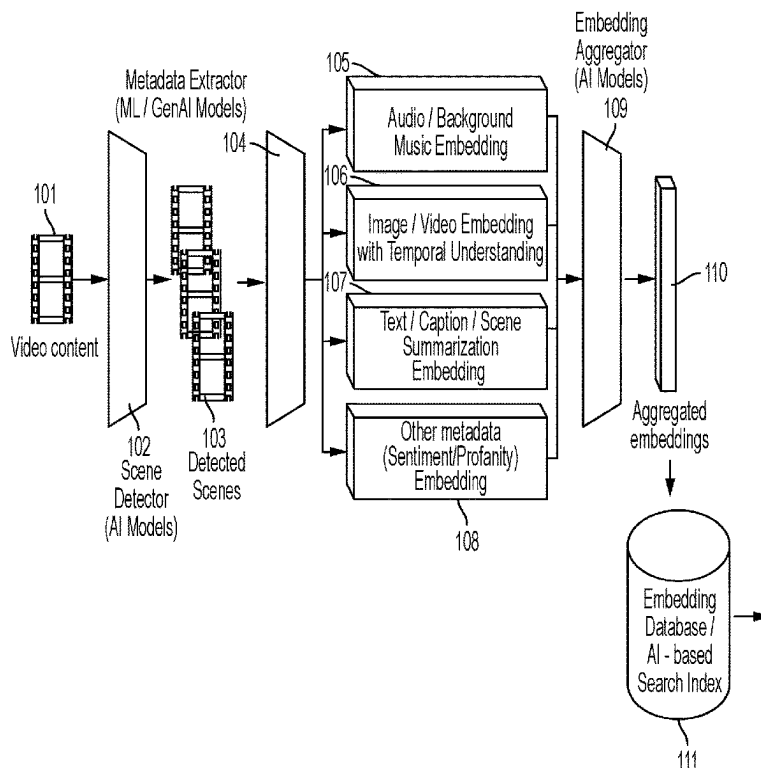 Embedding
Aggregator
(AI Models)
109
105
Metadata Extractor
(ML / GenAI Models)
104
Audio / Background
Music Embedding
106
101
Image / Video Embedding
with Temporal Understanding
107
110
Video content
Text / Caption / Scene
Summarization
Embedding
Aggregated
embeddings
102
Scene
Detector
(AI Models)
103
Detected
Scenes
Other metadata
(Sentiment/Profanity)
Embedding
108
Embedding
Database /
AI - based
Search Index
111